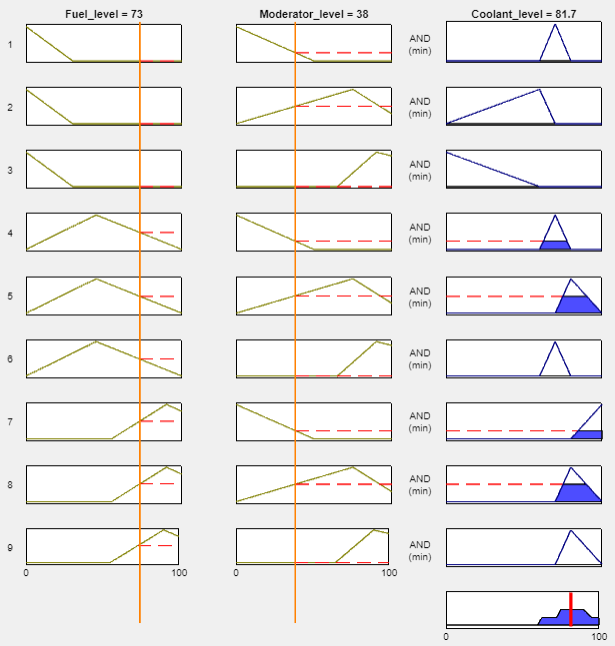 Fuel_level = 73 Moderator_level = 38 Coolant_level = 81.7
1 AND
(min)
2 AND
(min)
3 AND
(min)
4 AND
(min)
5 AND
(min)
6 AND
(min)
7 AND
(min)
8 AND
(min)
9 AND
(min)
0 100 0 100
0 100